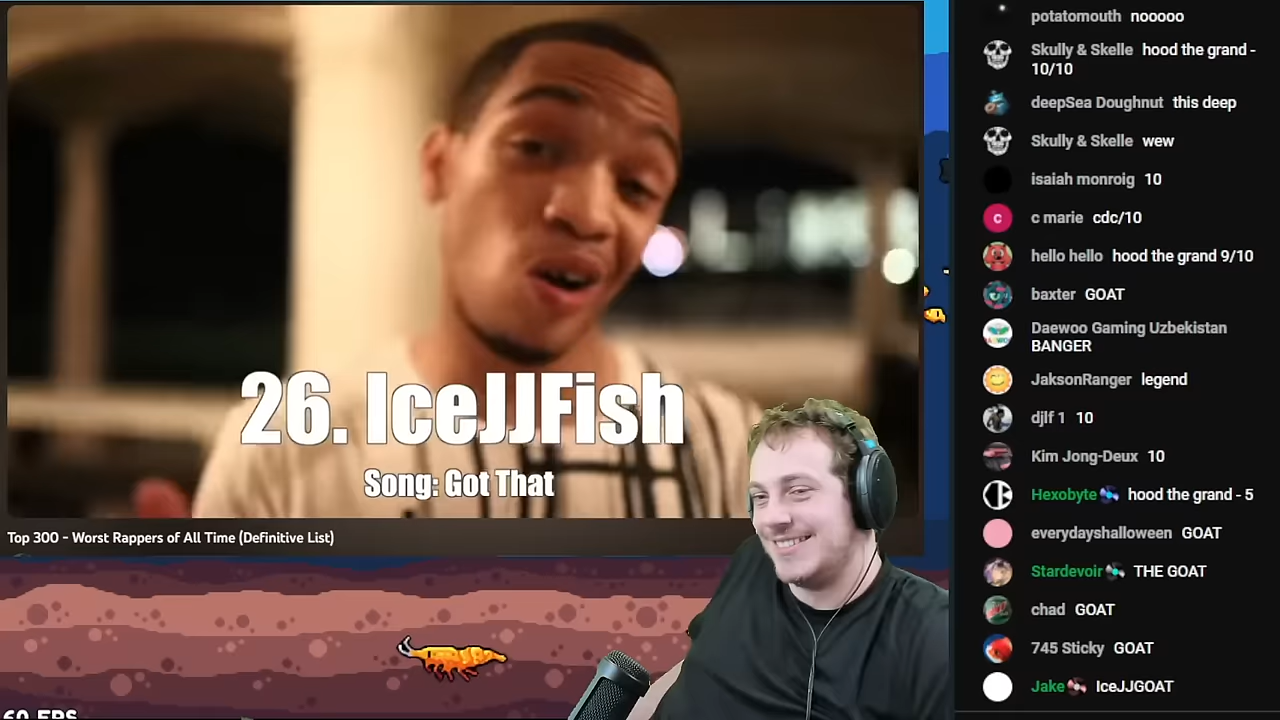 26. IceJJFish
Song: Got That
Top 300 - Worst Rappers of All Time (Definitive List)
60 FPS
potatomouth nooooo
Skully & Skelle hood the grand -
10/10
deepSea Doughnut this deep
Skully & Skelle wew
isaiah monroig 10
c c marie cdc/10
hello hello hood the grand 9/10
baxter GOAT
Daewoo Gaming Uzbekistan
BANGER
JaksonRanger legend
djlf 1 10
Kim Jong-Deux 10
Hexobyte hood the grand - 5
everydayshalloween GOAT
Stardevoir THE GOAT
chad GOAT
745 Sticky GOAT
Jake IceJJGOAT